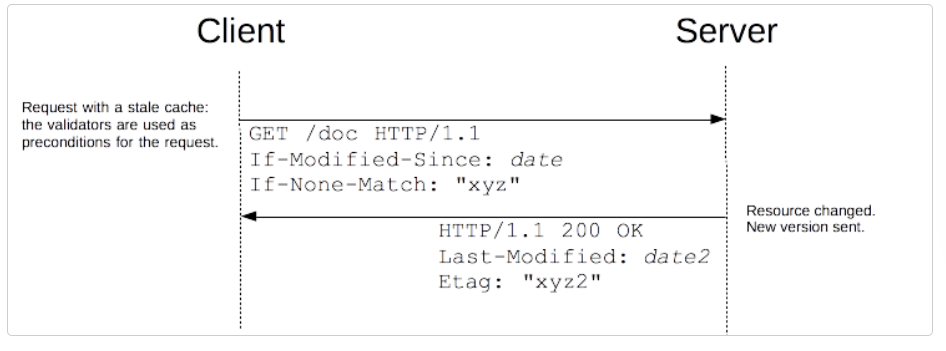 Client
Server
Request with a stale cache:
the validators are used as
preconditions for the request.
GET /doc HTTP/1.1
If-Modified-Since: date
If-None-Match: "xyz"
Resource changed.
New version sent.
HTTP/1.1 200 OK
Last-Modified: date2
Etag: "xyz2"